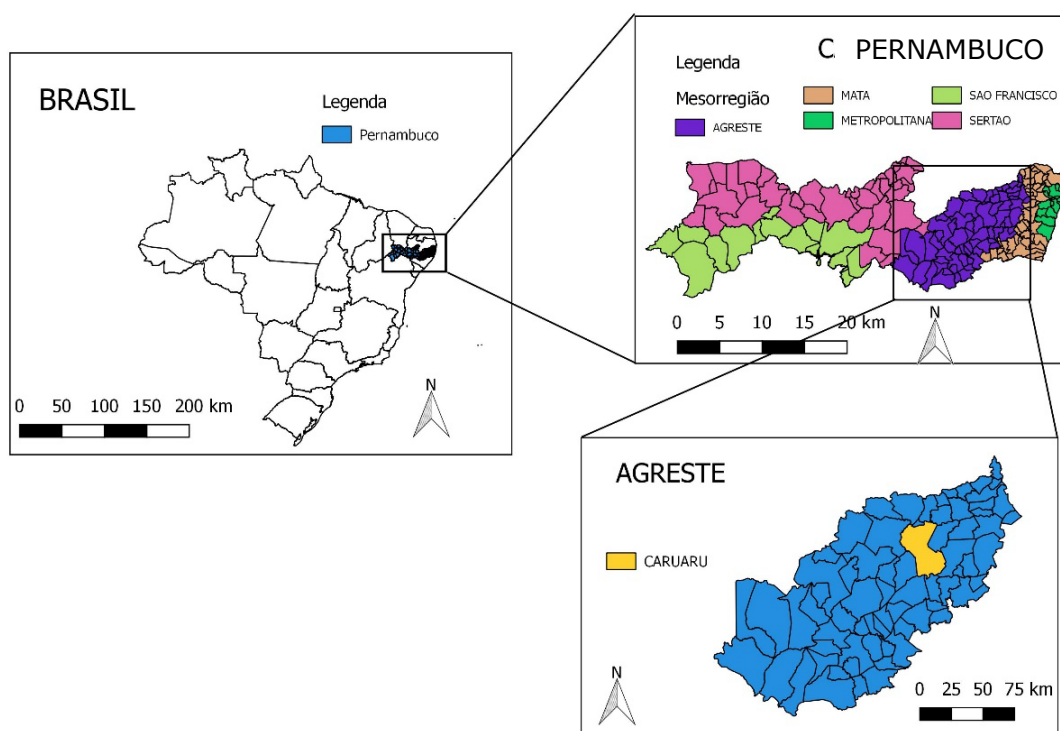 BRASIL
Legenda
Pernambuco
N
0 50 100 150 200 km
C PERNAMBUCO
Legenda
Mesorregião
AGRESTE
MATA
METROPOLITANA
SAO FRANCISCO
SERTAO
0 5 10 15 20 km
N
AGRESTE
CARUARU
N
0 25 50 75 km